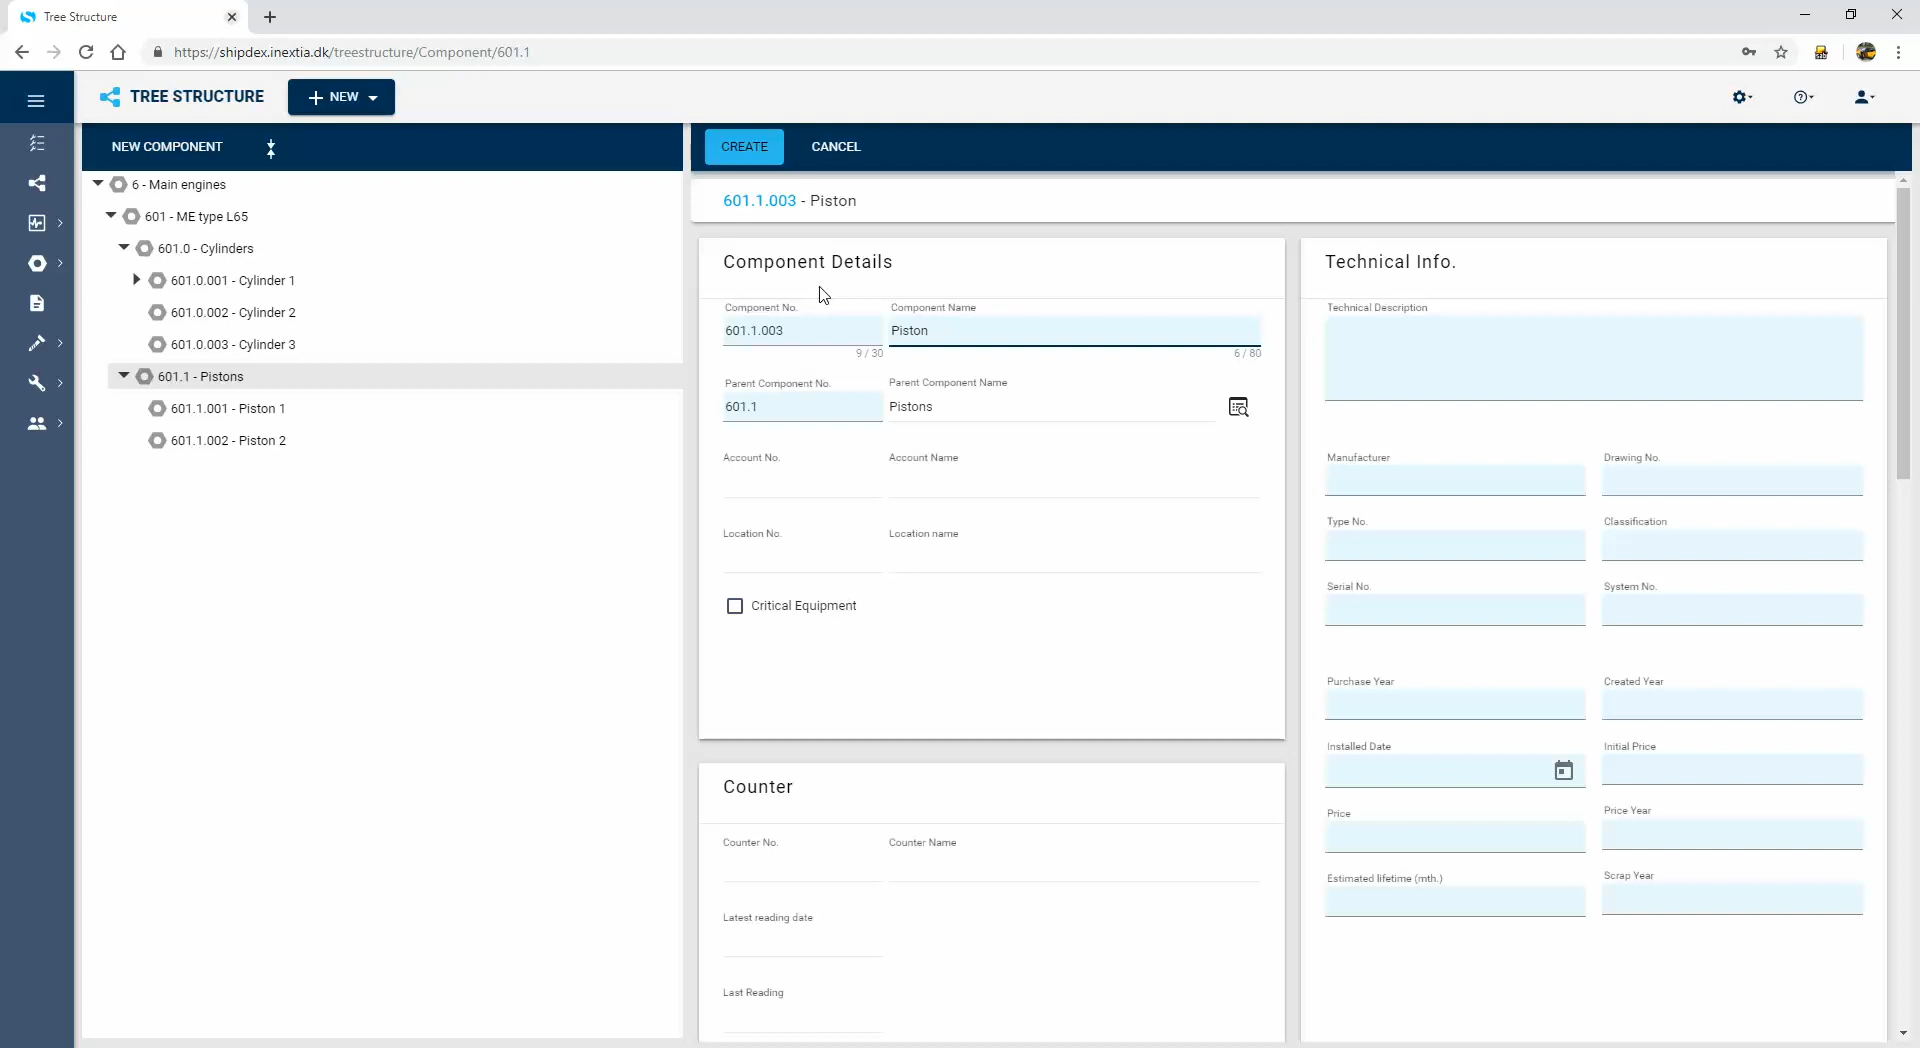 Tree Structure
https://shipdex.inextia.dk/treestructure/Component/601.1
TREE STRUCTURE
NEW
NEW COMPONENT
CREATE
CANCEL
6 - Main engines
601 - ME type L65
601.0 - Cylinders
601.0.001 - Cylinder 1
601.0.002 - Cylinder 2
601.0.003 - Cylinder 3
601.1 - Pistons
601.1.001 - Piston 1
601.1.002 - Piston 2
601.1.003 - Piston
Component Details
Component No.
Component Name
601.1.003
Piston
9 / 30
6 / 80
Parent Component No.
Parent Component Name
601.1
Pistons
Account No.
Account Name
Location No.
Location name
Critical Equipment
Counter
Counter No.
Counter Name
Latest reading date
Last Reading
Technical Info.
Technical Description
Manufacturer
Drawing No.
Type No.
Classification
Serial No.
System No.
Purchase Year
Created Year
Installed Date
Initial Price
Price
Price Year
Estimated lifetime (mth.)
Scrap Year